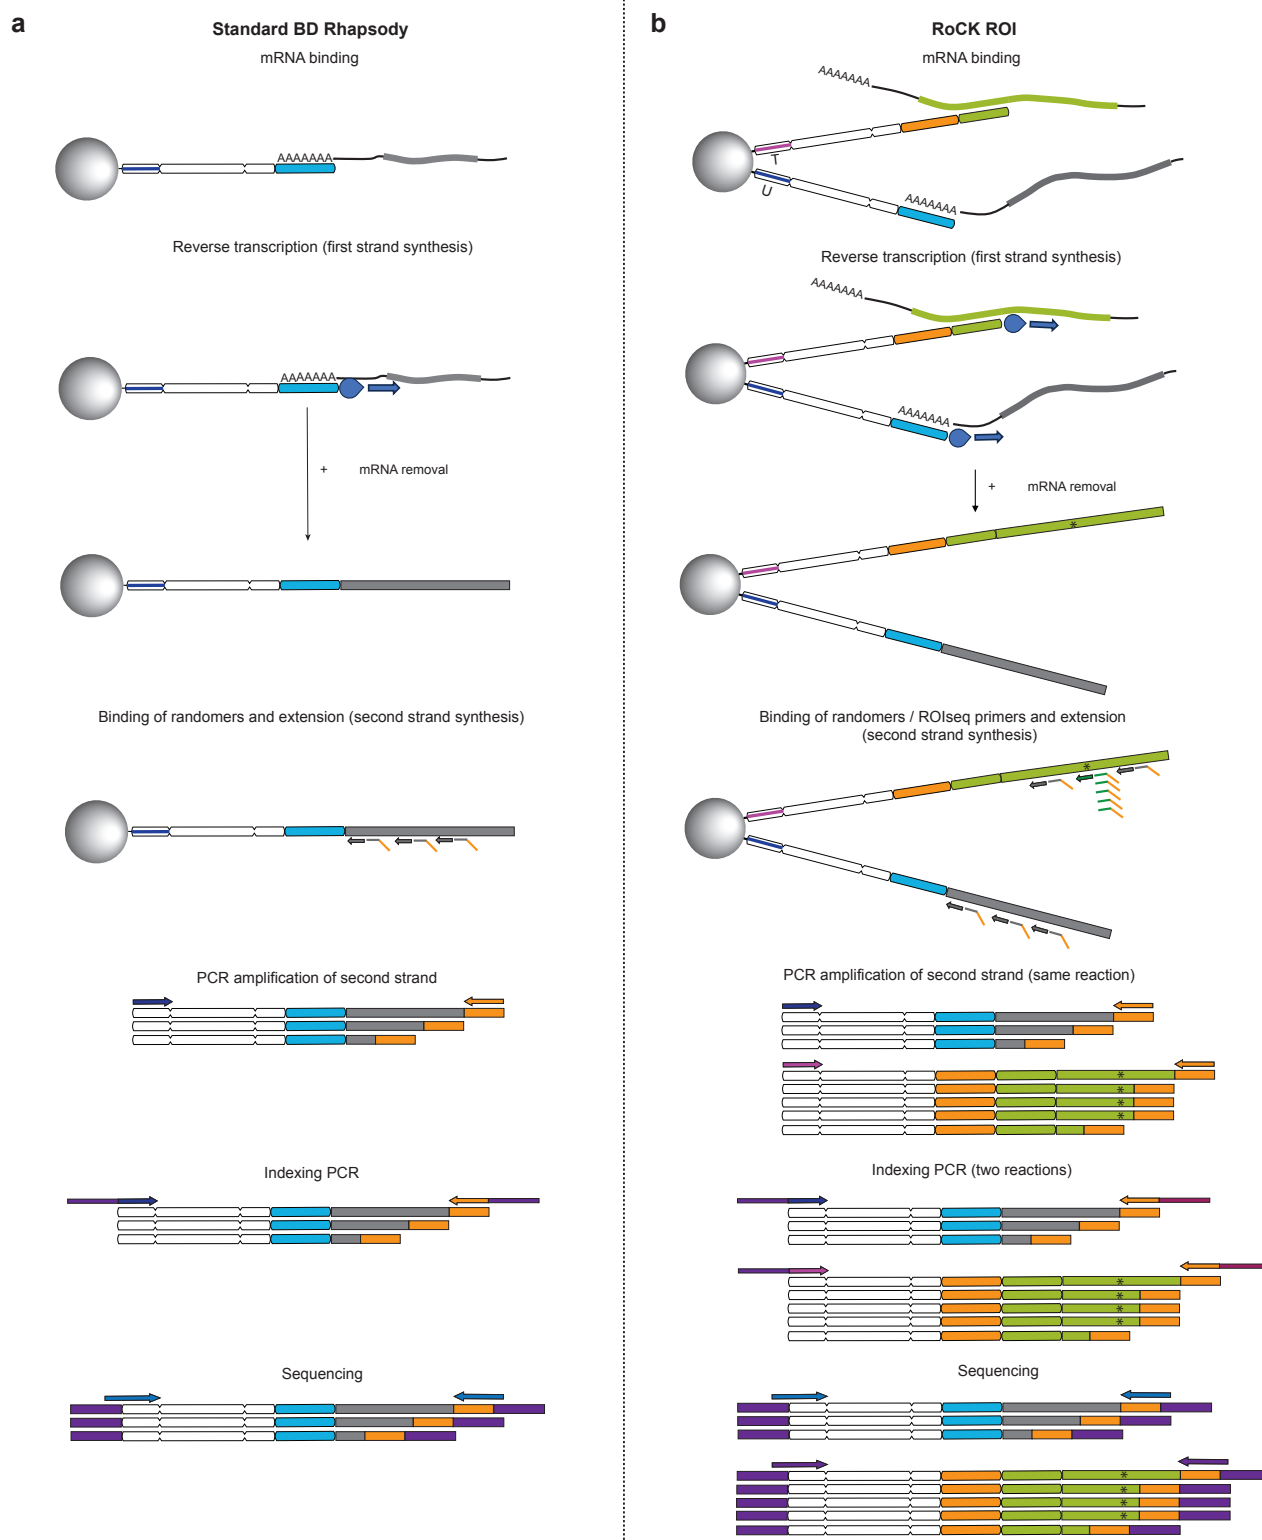 a
Standard BD Rhapsody
mRNA binding
AAAAAAA
Reverse transcription (first strand synthesis)
AAAAAAA
+ mRNA removal
Binding of randomers and extension (second strand synthesis)
PCR amplification of second strand
Indexing PCR
Sequencing
b
RoCK ROI
mRNA binding
AAAAAAA
T
U
AAAAAAA
Reverse transcription (first strand synthesis)
AAAAAAA
AAAAAAA
+ mRNA removal
*
Binding of randomers / ROIseq primers and extension
(second strand synthesis)
*
PCR amplification of second strand (same reaction)
*
*
*
*
Indexing PCR (two reactions)
*
*
*
*
Sequencing
*
*
*
*